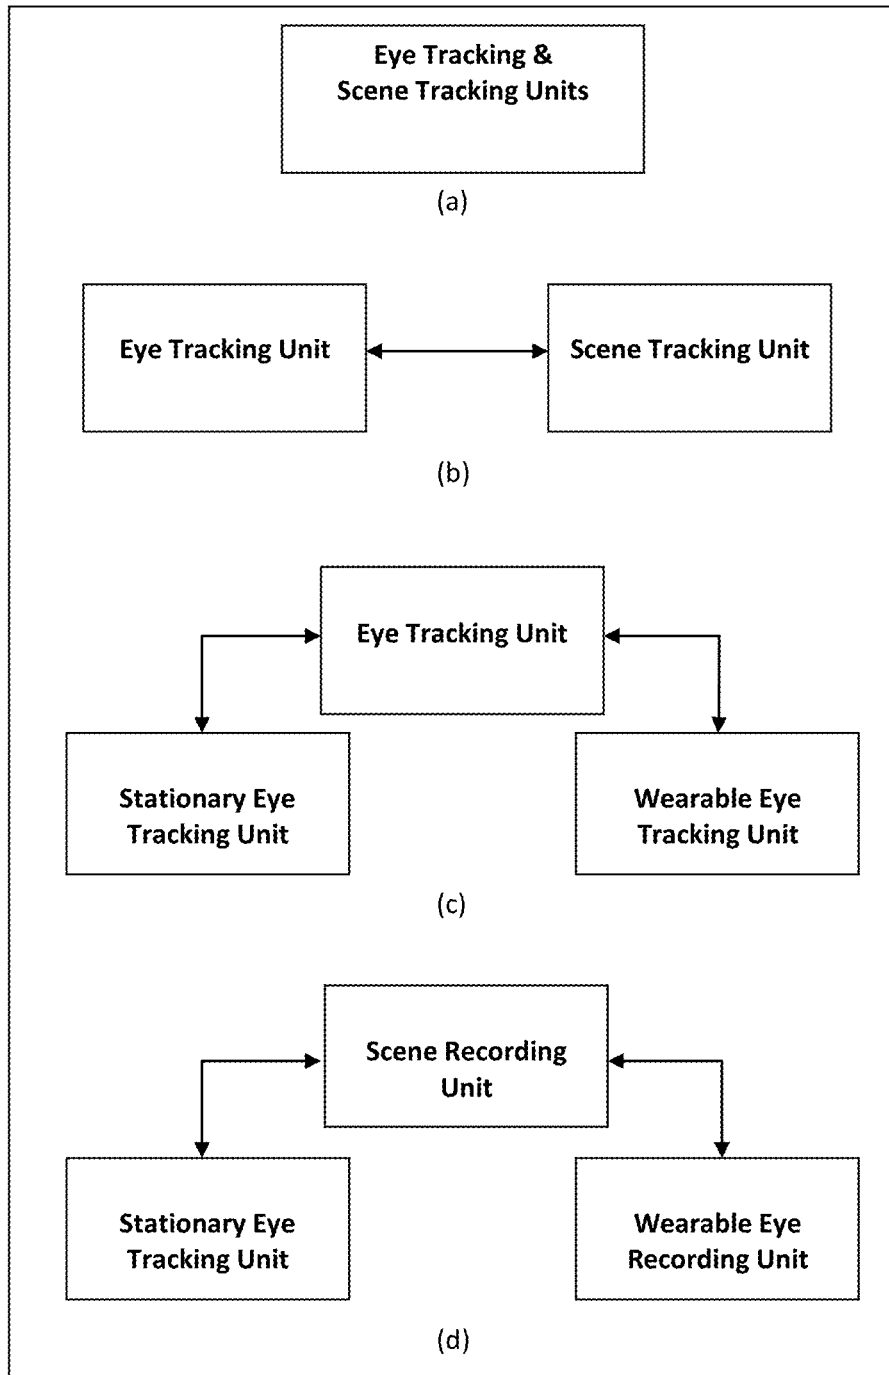 Eye Tracking &
Scene Tracking Units
(a)
Eye Tracking Unit
Scene Tracking Unit
(b)
Eye Tracking Unit
Stationary Eye
Tracking Unit
Wearable Eye
Tracking Unit
(c)
Scene Recording
Unit
Stationary Eye
Tracking Unit
Wearable Eye
Recording Unit
(d)